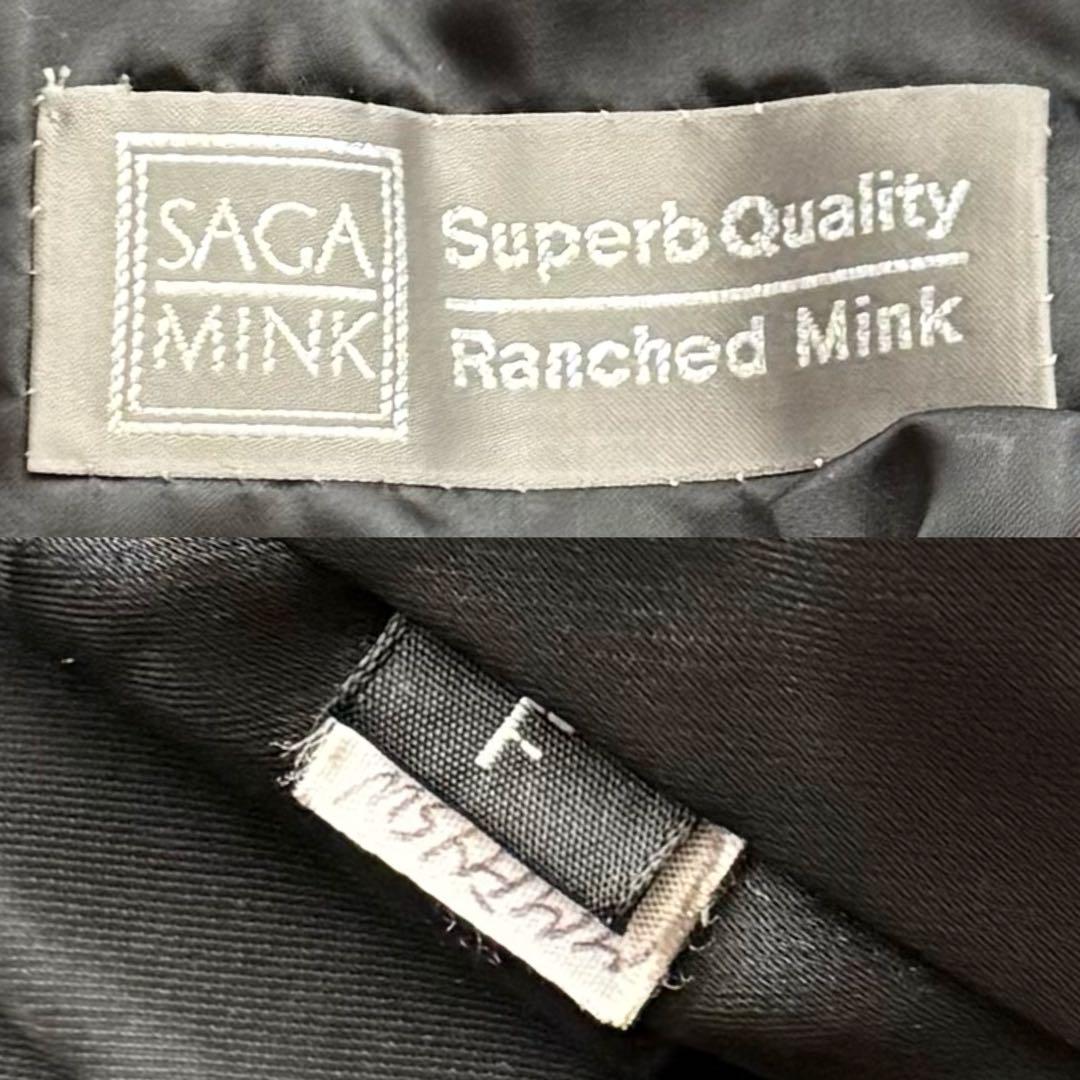 SAGA
MINK
Superb Quality
Ranched Mink
F